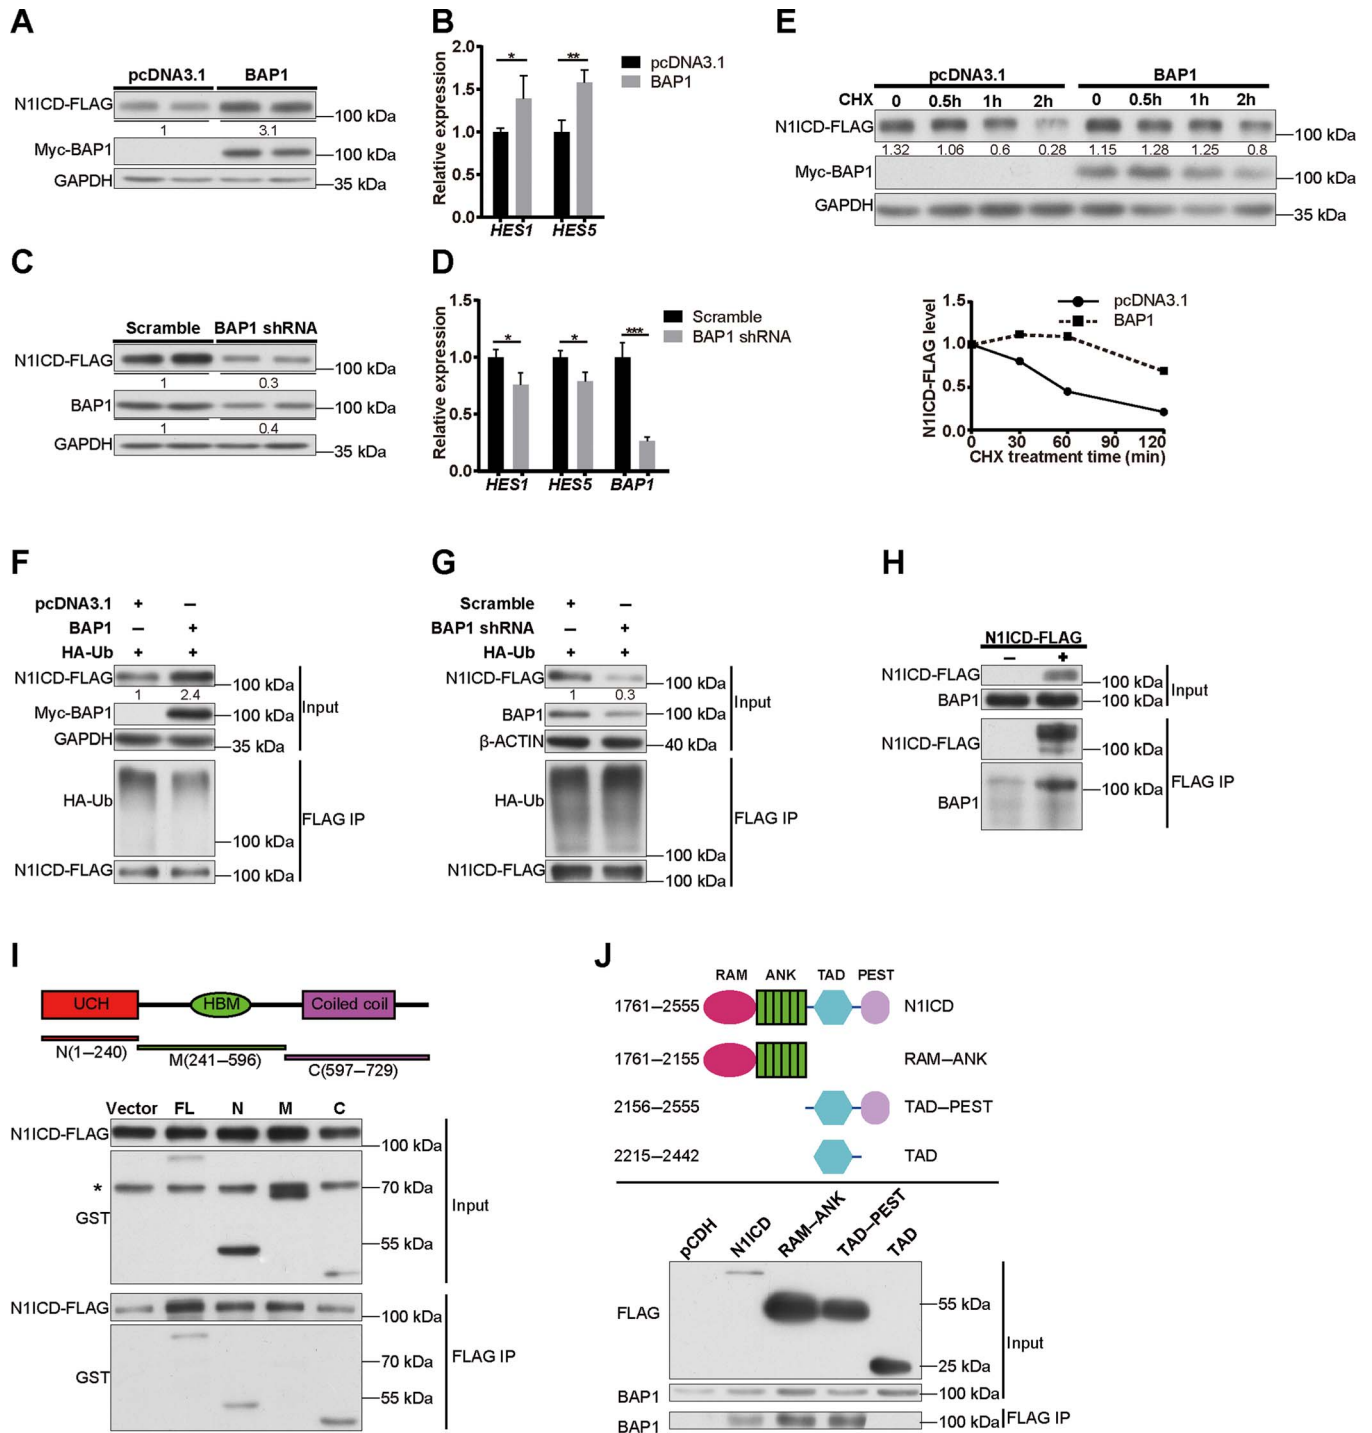 A
pcDNA3.1 BAP1
N1ICD-FLAG
100 kDa
1 3.1
Myc-BAP1
100 kDa
GAPDH
35 kDa
B
Relative expression
2.0
1.5
1.0
0.5
0.0
* **
HES1 HES5
pcDNA3.1
BAP1
C
Scramble BAP1 shRNA
N1ICD-FLAG
100 kDa
1 0.3
BAP1
100 kDa
1 0.4
GAPDH
35 kDa
D
Relative expression
1.5
1.0
0.5
0.0
* * ***
HES1 HES5 BAP1
Scramble
BAP1 shRNA
E
pcDNA3.1 BAP1
CHX 0 0.5h 1h 2h 0 0.5h 1h 2h
N1ICD-FLAG
100 kDa
1.32 1.06 0.6 0.28 1.15 1.28 1.25 0.8
Myc-BAP1
100 kDa
GAPDH
35 kDa
N1ICD-FLAG level
1.5
1.0
0.5
0.0
0 30 60 90 120
CHX treatment time (min)
pcDNA3.1
BAP1
F
pcDNA3.1 + –
BAP1 – +
HA-Ub + +
N1ICD-FLAG
100 kDa
1 2.4
Myc-BAP1
100 kDa
GAPDH
35 kDa
Input
HA-Ub
100 kDa
N1ICD-FLAG
100 kDa
FLAG IP
G
Scramble + –
BAP1 shRNA – +
HA-Ub + +
N1ICD-FLAG
100 kDa
1 0.3
BAP1
100 kDa
β-ACTIN
40 kDa
Input
HA-Ub
100 kDa
N1ICD-FLAG
100 kDa
FLAG IP
H
N1ICD-FLAG
– +
N1ICD-FLAG
100 kDa
BAP1
Input
N1ICD-FLAG
100 kDa
BAP1
100 kDa
FLAG IP
I
UCH HBM Coiled coil
N(1–240)
M(241–596)
C(597–729)
Vector FL N M C
N1ICD-FLAG
100 kDa
*
70 kDa
GST
55 kDa
Input
N1ICD-FLAG
100 kDa
70 kDa
GST
55 kDa
FLAG IP
J
RAM ANK TAD PEST
1761–2555 N1ICD
1761–2155 RAM–ANK
2156–2555 TAD–PEST
2215–2442 TAD
pCDH N1ICD RAM–ANK TAD–PEST TAD
FLAG
55 kDa
25 kDa
Input
BAP1
100 kDa
BAP1
100 kDa
FLAG IP